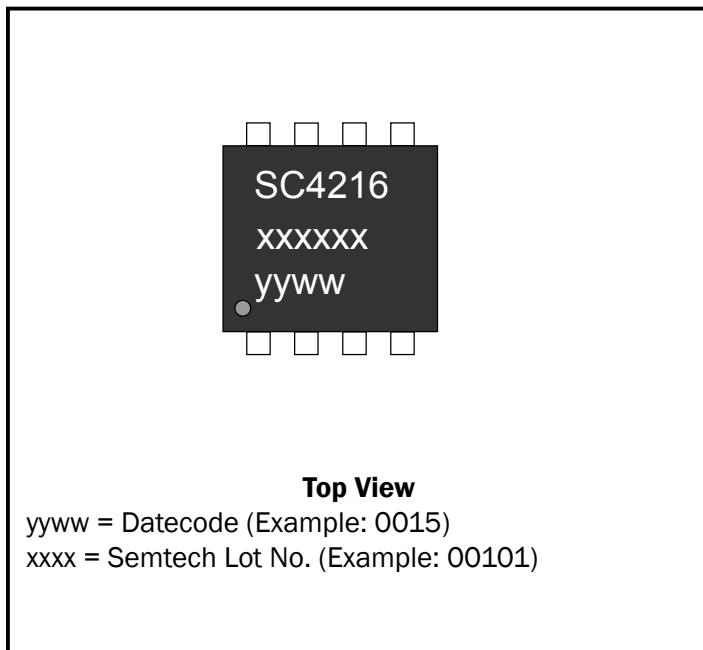 SC4216
xxxxxx
yyww
Top View
yyww = Datecode (Example: 0015)
xxxx = Semtech Lot No. (Example: 00101)